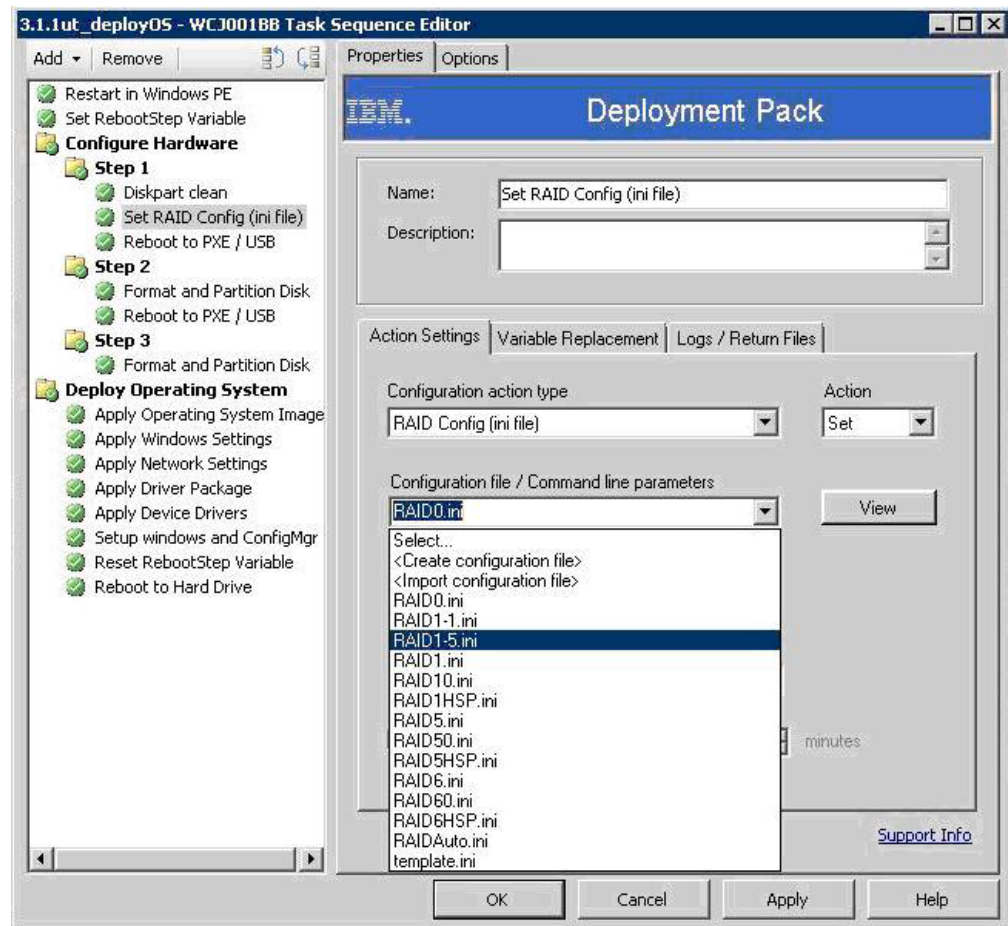 3.1.1ut_deployOS - WCJ001BB Task Sequence Editor
Add Remove
Restart in Windows PE
Set RebootStep Variable
Configure Hardware
Step 1
Diskpart clean
Set RAID Config (ini file)
Reboot to PXE / USB
Step 2
Format and Partition Disk
Reboot to PXE / USB
Step 3
Format and Partition Disk
Deploy Operating System
Apply Operating System Image
Apply Windows Settings
Apply Network Settings
Apply Driver Package
Apply Device Drivers
Setup windows and ConfigMgr
Reset RebootStep Variable
Reboot to Hard Drive
Properties Options
IBM. Deployment Pack
Name: Set RAID Config (ini file)
Description:
Action Settings Variable Replacement Logs / Return Files
Configuration action type Action
RAID Config (ini file) Set
Configuration file / Command line parameters
RAID0.ini View
Select...
<Create configuration file>
<Import configuration file>
RAID0.ini
RAID1-1.ini
RAID1-5.ini
RAID1.ini
RAID10.ini
RAID1HSP.ini
RAID5.ini
RAID50.ini minutes
RAID5HSP.ini
RAID6.ini
RAID60.ini
RAID6HSP.ini
RAIDAuto.ini
template.ini
Support Info
OK Cancel Apply Help